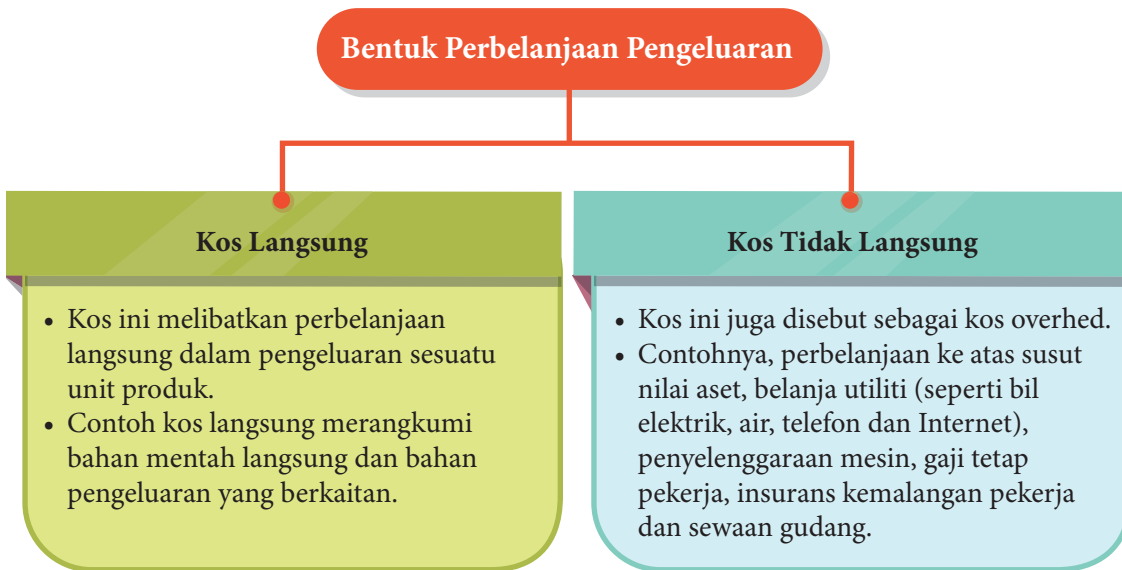 Bentuk Perbelanjaan Pengeluaran
Kos Langsung
• Kos ini melibatkan perbelanjaan
langsung dalam pengeluaran sesuatu
unit produk.
• Contoh kos langsung merangkumi
bahan mentah langsung dan bahan
pengeluaran yang berkaitan.
Kos Tidak Langsung
• Kos ini juga disebut sebagai kos overhed.
• Contohnya, perbelanjaan ke atas susut
nilai aset, belanja utiliti (seperti bil
elektrik, air, telefon dan Internet),
penyelenggaraan mesin, gaji tetap
pekerja, insurans kemalangan pekerja
dan sewaan gudang.